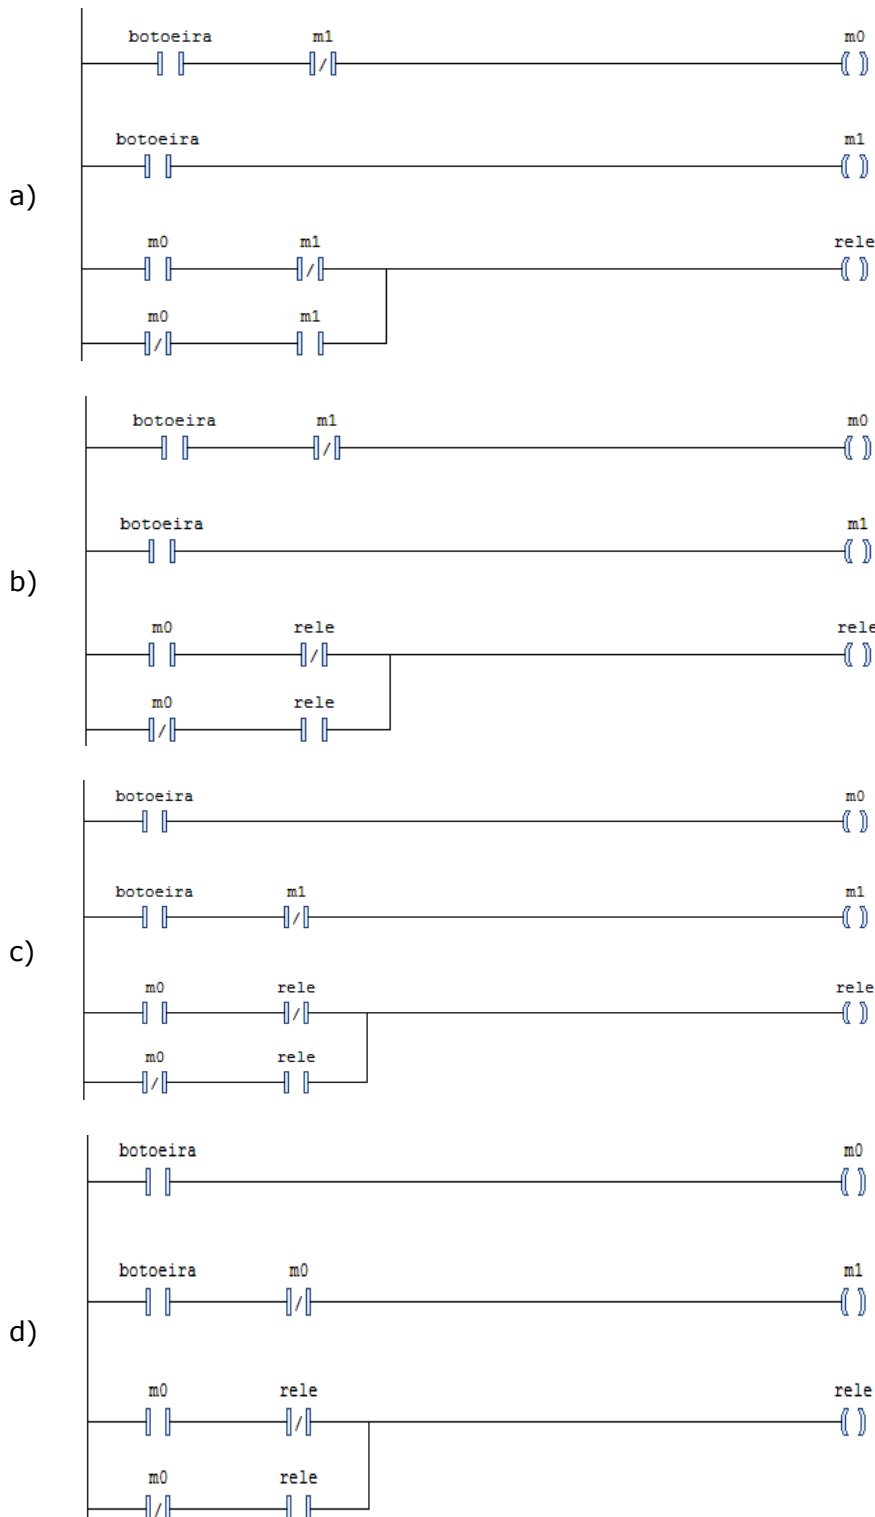 botoeira m1 m0
botoeira m1
a)
m0 m1 rele
m0 m1
botoeira m1 m0
botoeira m1
b)
m0 rele rele
m0 rele
botoeira m0
botoeira m1 m1
c)
m0 rele rele
m0 rele
botoeira m0
botoeira m0 m1
d)
m0 rele rele
m0 rele